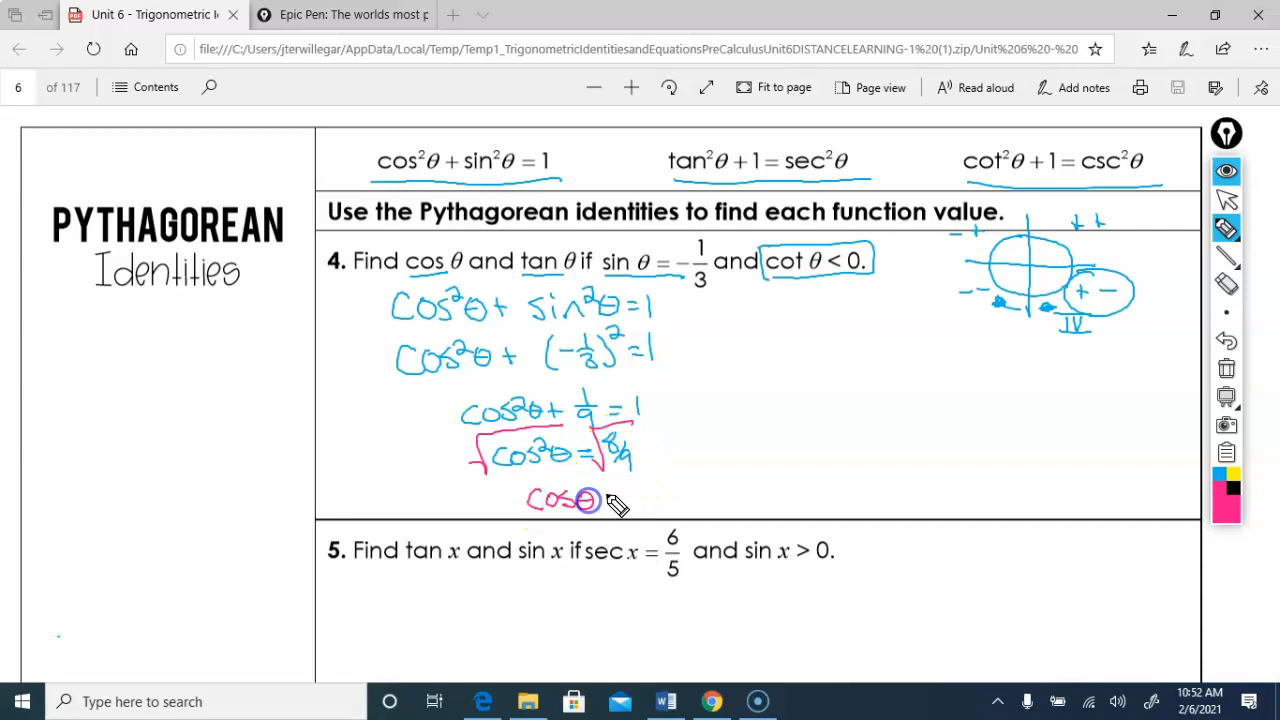 Unit 6 - Trigonometric I
Epic Pen: The worlds most p
file:///C:/Users/jterwillegar/AppData/Local/Temp/Temp1_TrigonometricIdentitiesandEquationsPreCalculusUnit6DISTANCELEARNING-1%20(1).zip/Unit%206%20-%20
6 of 117 Contents Fit to page Page view Read aloud Add notes
cos²θ + sin²θ = 1 tan²θ + 1 = sec²θ cot²θ + 1 = csc²θ
PYTHAGOREAN
Identities
Use the Pythagorean identities to find each function value.
4. Find cos θ and tan θ if sin θ = -1/3 and cot θ < 0.
- + + +
- - + -
IV
cos²θ + sin²θ = 1
cos²θ + (-1/3)² = 1
cos²θ + 1/9 = 1
√cos²θ = √8/9
cosθ
5. Find tan x and sin x if sec x = 6/5 and sin x > 0.
Type here to search
10:52 AM
2/6/2021